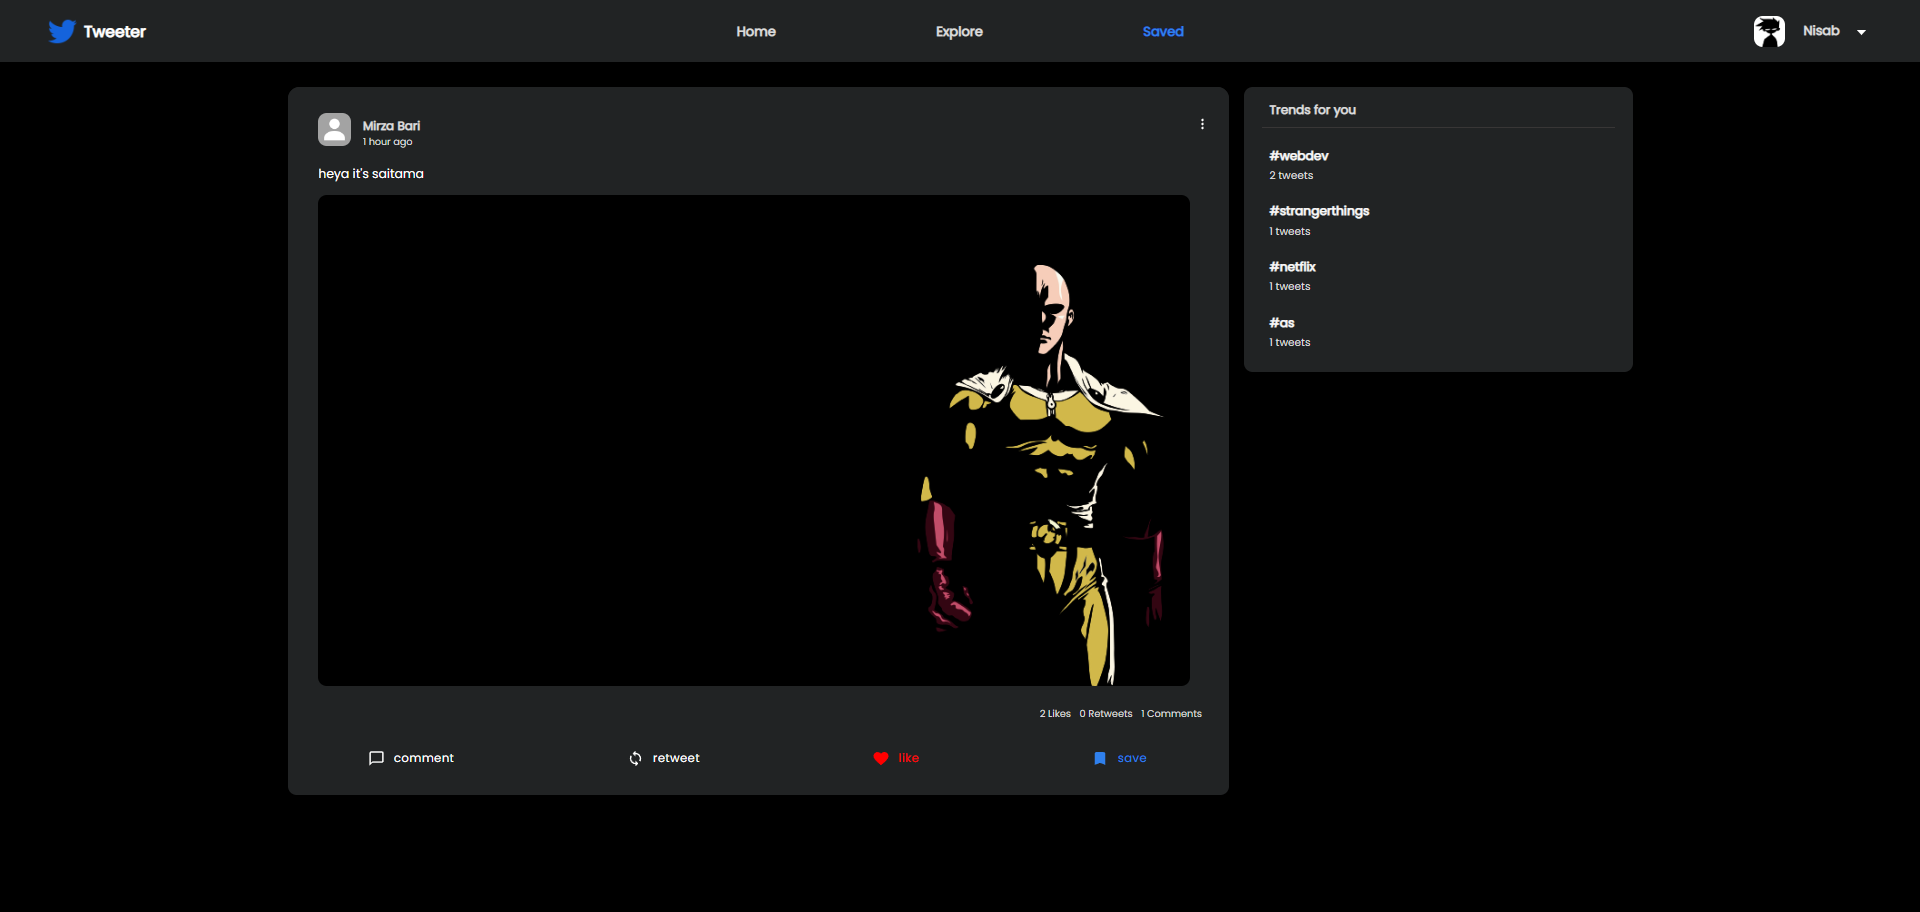 Tweeter
Home
Explore
Saved
Nisab
Mirza Bari
1 hour ago
heya it's saitama
2 Likes 0 Retweets 1 Comments
comment
retweet
like
save
Trends for you
#webdev
2 tweets
#strangerthings
1 tweets
#netflix
1 tweets
#as
1 tweets